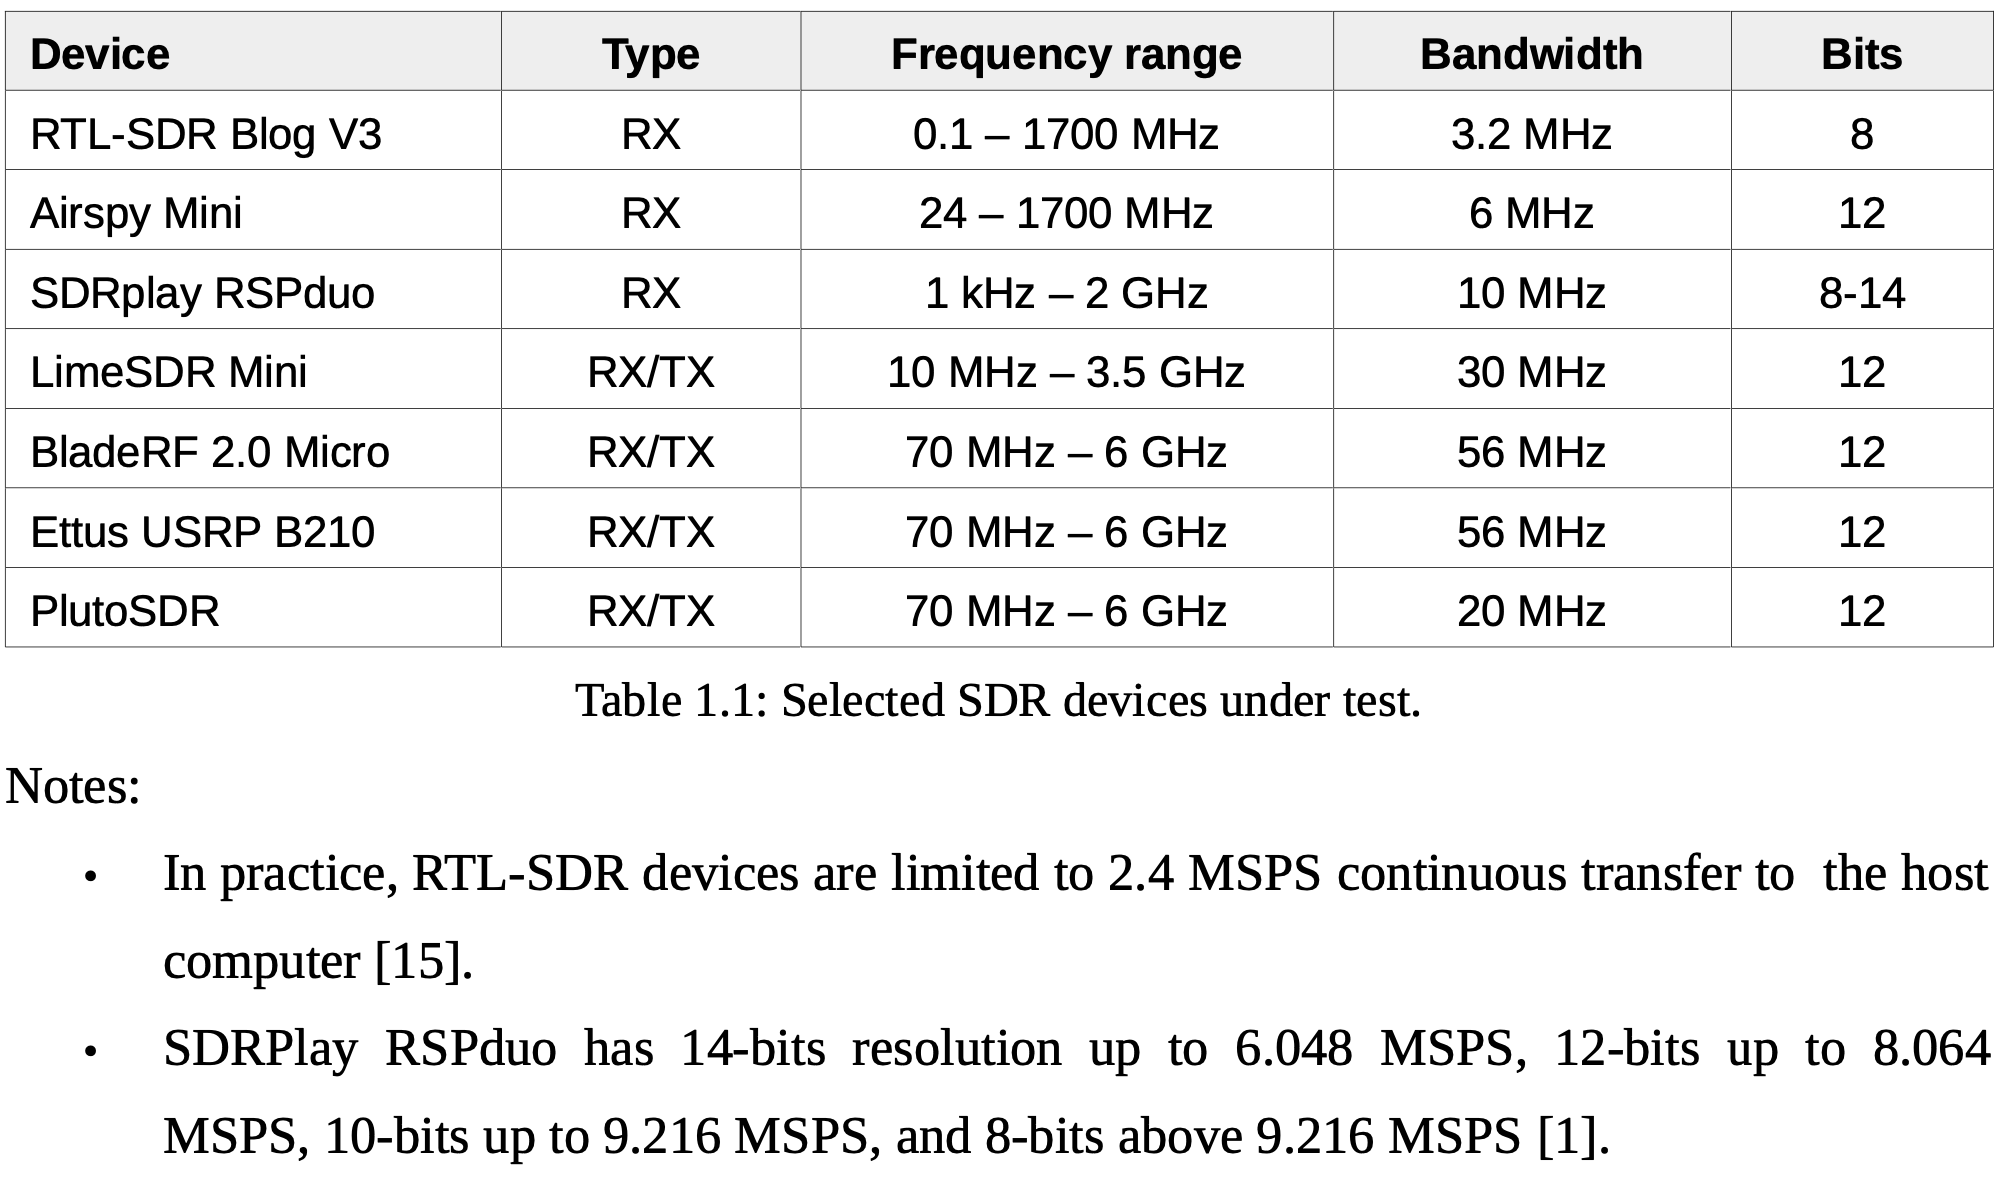 Device Type Frequency range Bandwidth Bits
RTL-SDR Blog V3 RX 0.1 – 1700 MHz 3.2 MHz 8
Airspy Mini RX 24 – 1700 MHz 6 MHz 12
SDRplay RSPduo RX 1 kHz – 2 GHz 10 MHz 8-14
LimeSDR Mini RX/TX 10 MHz – 3.5 GHz 30 MHz 12
BladeRF 2.0 Micro RX/TX 70 MHz – 6 GHz 56 MHz 12
Ettus USRP B210 RX/TX 70 MHz – 6 GHz 56 MHz 12
PlutoSDR RX/TX 70 MHz – 6 GHz 20 MHz 12
Table 1.1: Selected SDR devices under test.
Notes:
• In practice, RTL-SDR devices are limited to 2.4 MSPS continuous transfer to the host
computer [15].
• SDRPlay RSPduo has 14-bits resolution up to 6.048 MSPS, 12-bits up to 8.064
MSPS, 10-bits up to 9.216 MSPS, and 8-bits above 9.216 MSPS [1].